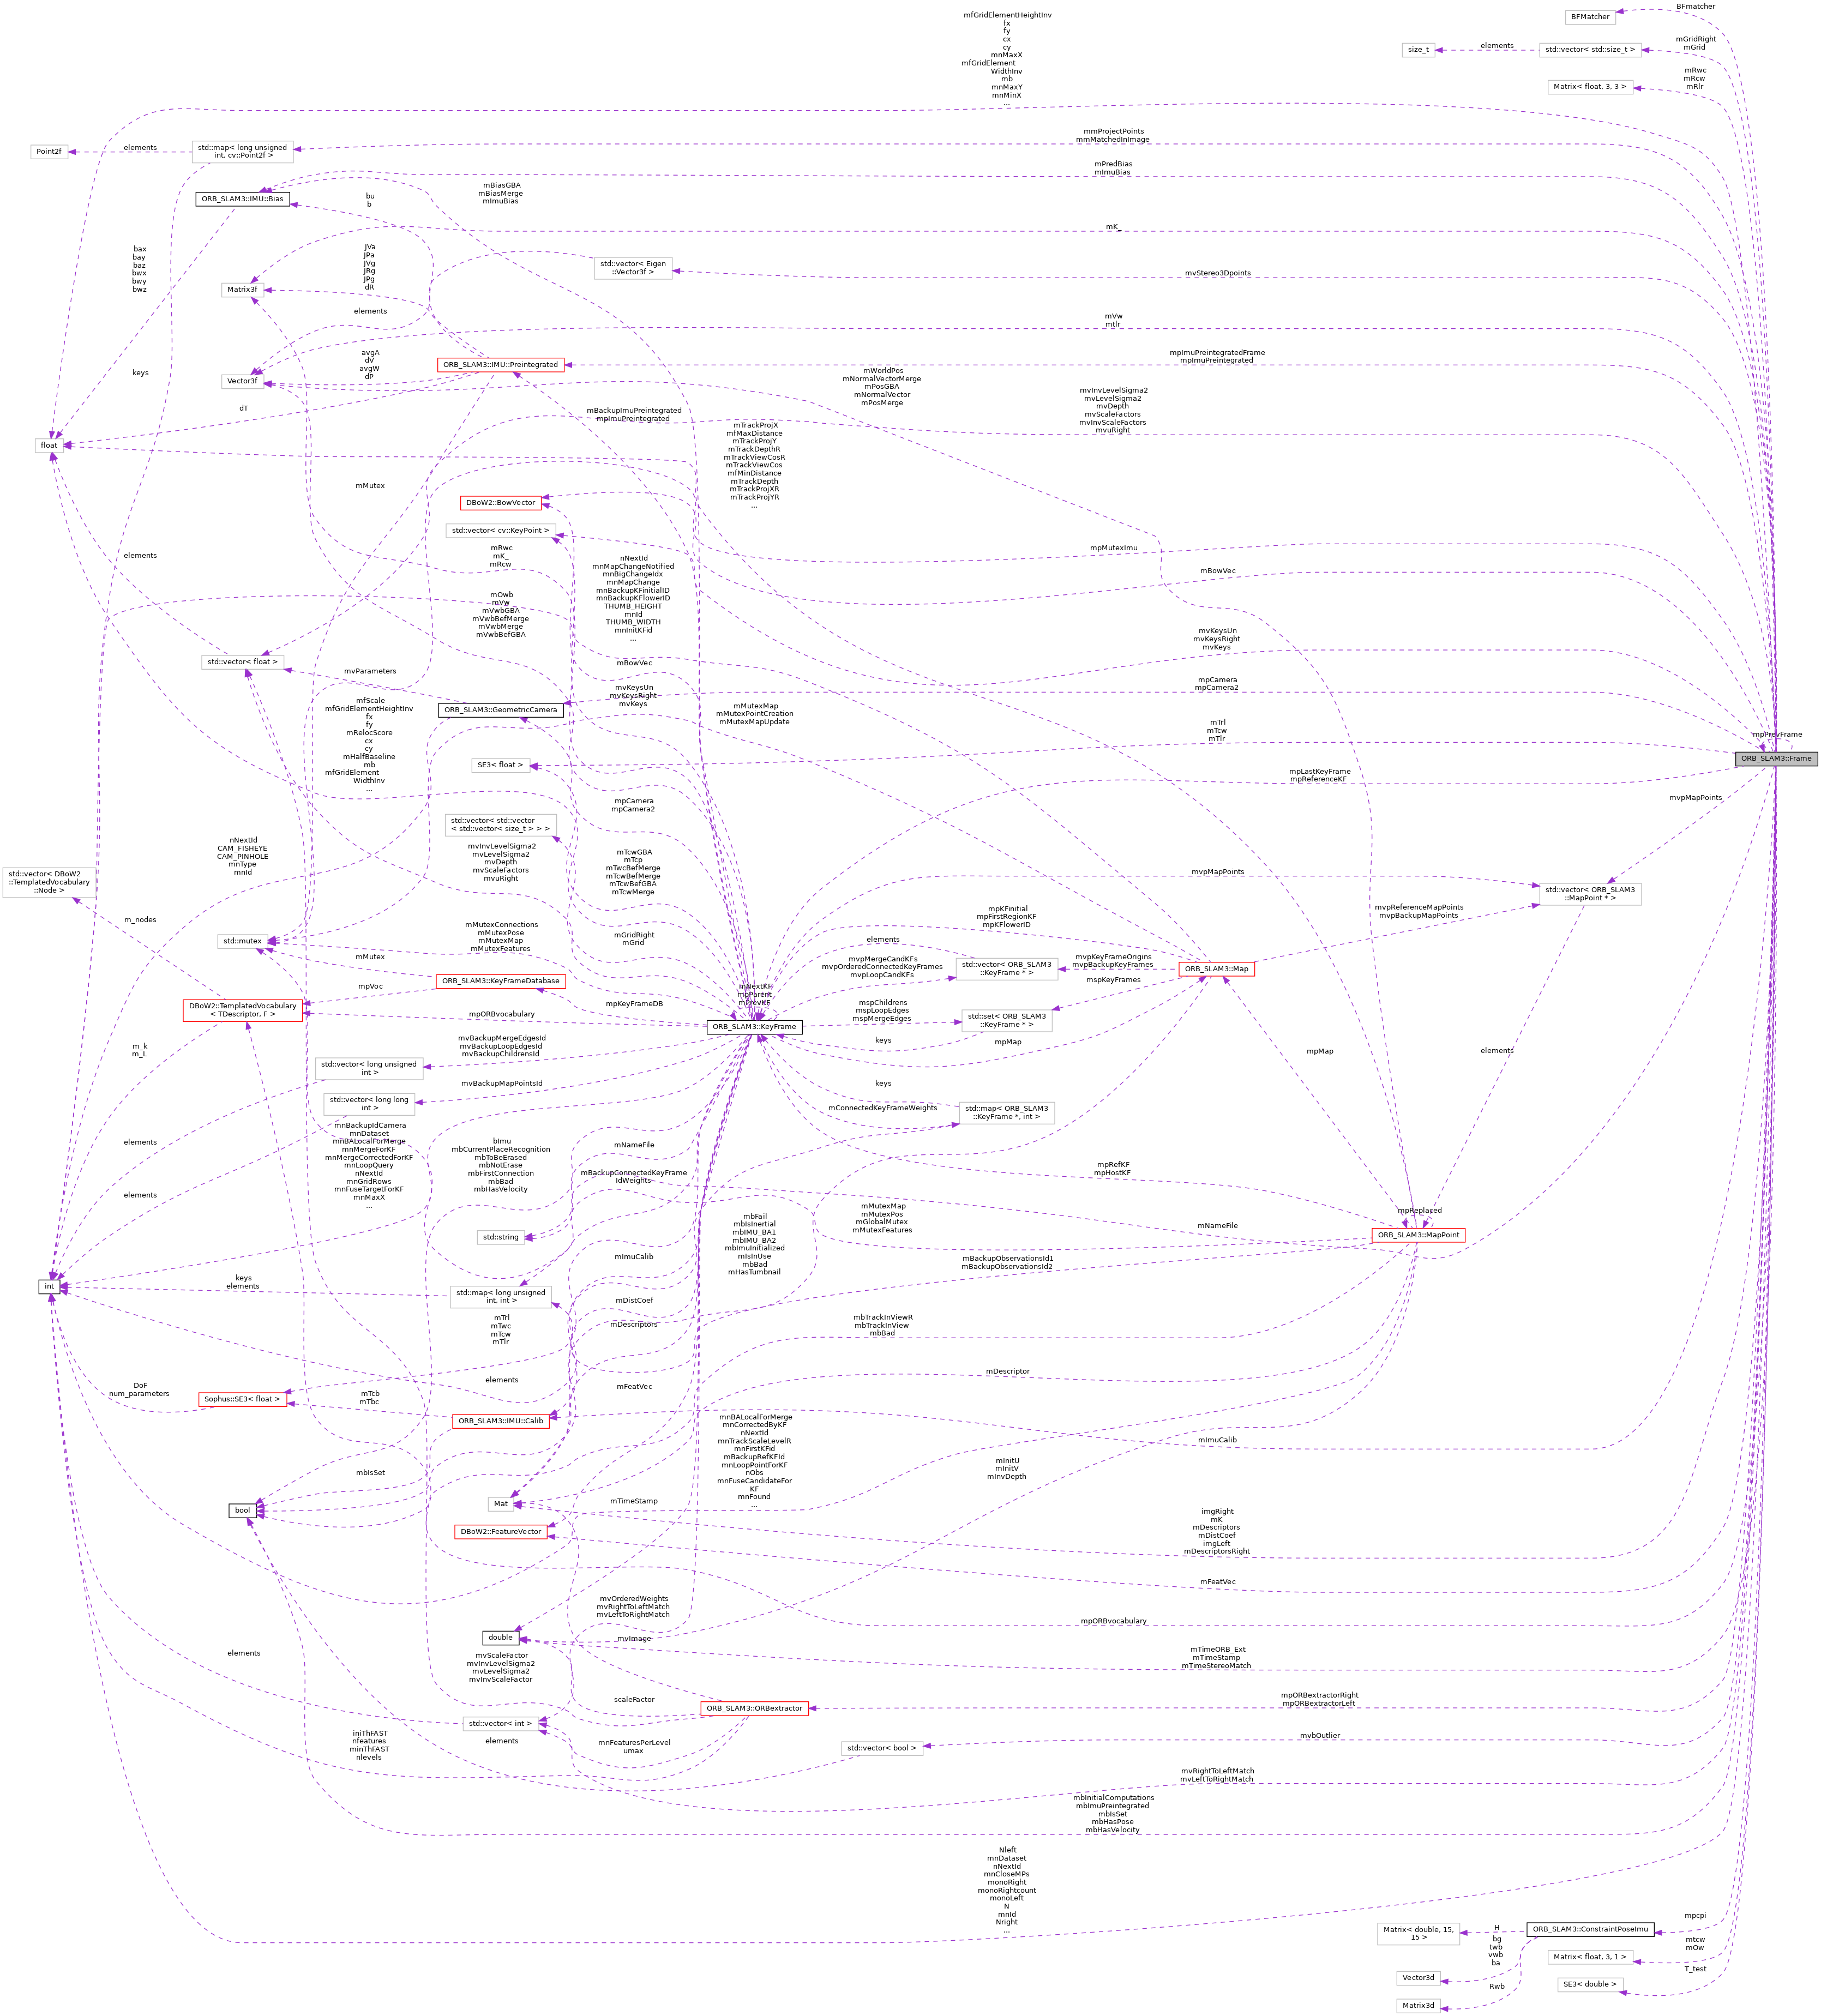 mfGridElementHeightInv
fx
fy
cx
cy
mnMaxX
mfGridElement
WidthInv
mb
mnMaxY
mnMinX
...
BFMatcher
BFmatcher
size_t
elements
std::vector< std::size_t >
mGridRight
mGrid
Matrix< float, 3, 3 >
mRwc
mRcw
mRlr
Point2f
elements
std::map< long unsigned
int, cv::Point2f >
mmProjectPoints
mmMatchedInImage
mPredBias
mImuBias
ORB_SLAM3::IMU::Bias
bu
b
mBiasGBA
mBiasMerge
mImuBias
mK_
bax
bay
baz
bwx
bwy
bwz
JVa
JPa
JVg
JRg
JPg
dR
std::vector< Eigen
::Vector3f >
mvStereo3Dpoints
Matrix3f
elements
mVw
mtlr
keys
Vector3f
avgA
dV
avgW
dP
ORB_SLAM3::IMU::Preintegrated
mpImuPreintegratedFrame
mpImuPreintegrated
dT
mWorldPos
mNormalVectorMerge
mPosGBA
mNormalVector
mPosMerge
mvInvLevelSigma2
mvLevelSigma2
mvDepth
mvScaleFactors
mvInvScaleFactors
mvuRight
float
mBackupImuPreintegrated
mpImuPreintegrated
mTrackProjX
mfMaxDistance
mTrackProjY
mTrackDepthR
mTrackViewCosR
mTrackViewCos
mfMinDistance
mTrackDepth
mTrackProjXR
mTrackProjYR
...
mMutex
DBoW2::BowVector
std::vector< cv::KeyPoint >
elements
mRwc
mK_
mRcw
nNextId
mnMapChangeNotified
mnBigChangeIdx
mnMapChange
mnBackupKFinitialID
mnBackupKFlowerID
THUMB_HEIGHT
mnId
THUMB_WIDTH
mnInitKFid
...
mpMutexImu
mBowVec
mOwb
mVw
mVwbGBA
mVwbBefMerge
mVwbMerge
mVwbBefGBA
mvKeysUn
mvKeysRight
mvKeys
std::vector< float >
mvParameters
mBowVec
mvKeysUn
mvKeysRight
mvKeys
mpCamera
mpCamera2
ORB_SLAM3::GeometricCamera
mMutexMap
mMutexPointCreation
mMutexMapUpdate
mfScale
mfGridElementHeightInv
fx
fy
mRelocScore
cx
cy
mHalfBaseline
mb
mfGridElement
WidthInv
...
mTrl
mTcw
mTlr
mpPrevFrame
ORB_SLAM3::Frame
SE3< float >
mpLastKeyFrame
mpReferenceKF
mvpMapPoints
mpCamera
mpCamera2
std::vector< std::vector
< std::vector< size_t > > >
nNextId
CAM_FISHEYE
CAM_PINHOLE
mnType
mnId
mvInvLevelSigma2
mvLevelSigma2
mvDepth
mvScaleFactors
mvuRight
mTcwGBA
mTcp
mTwcBefMerge
mTcwBefMerge
mTcwBefGBA
mTcwMerge
mvpMapPoints
std::vector< DBoW2
::TemplatedVocabulary
::Node >
std::vector< ORB_SLAM3
::MapPoint * >
m_nodes
mpKFinitial
mpFirstRegionKF
mpKFlowerID
mvpReferenceMapPoints
mvpBackupMapPoints
std::mutex
mMutexConnections
mMutexPose
mMutexMap
mMutexFeatures
mGridRight
mGrid
elements
mMutex
mvpMergeCandKFs
mvpOrderedConnectedKeyFrames
mvpLoopCandKFs
std::vector< ORB_SLAM3
::KeyFrame * >
mvpKeyFrameOrigins
mvpBackupKeyFrames
ORB_SLAM3::Map
ORB_SLAM3::KeyFrameDatabase
mpVoc
mNextKF
mpParent
mPrevKF
mspKeyFrames
DBoW2::TemplatedVocabulary
< TDescriptor, F >
mpKeyFrameDB
mpORBvocabulary
mspChildrens
mspLoopEdges
mspMergeEdges
std::set< ORB_SLAM3
::KeyFrame * >
ORB_SLAM3::KeyFrame
keys
mpMap
m_k
m_L
mvBackupMergeEdgesId
mvBackupLoopEdgesId
mvBackupChildrensId
mpMap
elements
std::vector< long unsigned
int >
mvBackupMapPointsId
keys
std::vector< long long
int >
mConnectedKeyFrameWeights
std::map< ORB_SLAM3
::KeyFrame *, int >
elements
mnBackupIdCamera
mnDataset
mnBALocalForMerge
mnMergeForKF
mnMergeCorrectedForKF
mnLoopQuery
nNextId
mnGridRows
mnFuseTargetForKF
mnMaxX
...
bImu
mbCurrentPlaceRecognition
mbToBeErased
mbNotErase
mbFirstConnection
mbBad
mbHasVelocity
mNameFile
mBackupConnectedKeyFrame
IdWeights
mpRefKF
mpHostKF
elements
std::string
mMutexMap
mMutexPos
mGlobalMutex
mMutexFeatures
mpReplaced
mNameFile
ORB_SLAM3::MapPoint
mbFail
mbIsInertial
mbIMU_BA1
mbIMU_BA2
mbImuInitialized
mIsInUse
mbBad
mHasTumbnail
mImuCalib
mBackupObservationsId1
mBackupObservationsId2
int
keys
elements
std::map< long unsigned
int, int >
mDistCoef
mTrl
mTwc
mTcw
mTlr
mDescriptors
mbTrackInViewR
mbTrackInView
mbBad
elements
mDescriptor
DoF
num_parameters
Sophus::SE3< float >
mTcb
mTbc
mFeatVec
ORB_SLAM3::IMU::Calib
mnBALocalForMerge
mnCorrectedByKF
nNextId
mnTrackScaleLevelR
mnFirstKFid
mBackupRefKFId
mnLoopPointForKF
nObs
mnFuseCandidateFor
KF
mnFound
...
mImuCalib
mbIsSet
mInitU
mInitV
mInvDepth
bool
Mat
mTimeStamp
DBoW2::FeatureVector
imgRight
mK
mDescriptors
mDistCoef
imgLeft
mDescriptorsRight
mFeatVec
mvOrderedWeights
mvRightToLeftMatch
mvLeftToRightMatch
mpORBvocabulary
double
mvImage
elements
mvScaleFactor
mvInvLevelSigma2
mvLevelSigma2
mvInvScaleFactor
mTimeORB_Ext
mTimeStamp
mTimeStereoMatch
scaleFactor
ORB_SLAM3::ORBextractor
mpORBextractorRight
mpORBextractorLeft
std::vector< int >
iniThFAST
nfeatures
minThFAST
nlevels
elements
mnFeaturesPerLevel
umax
std::vector< bool >
mvbOutlier
mvRightToLeftMatch
mvLeftToRightMatch
mbInitialComputations
mbImuPreintegrated
mbIsSet
mbHasPose
mbHasVelocity
Nleft
mnDataset
nNextId
mnCloseMPs
monoRight
monoRightcount
monoLeft
N
mnId
Nright
...
mpcpi
Matrix< double, 15,
15 >
H
ORB_SLAM3::ConstraintPoseImu
bg
twb
vwb
ba
Matrix< float, 3, 1 >
mtcw
mOw
Vector3d
SE3< double >
T_test
Rwb
Matrix3d